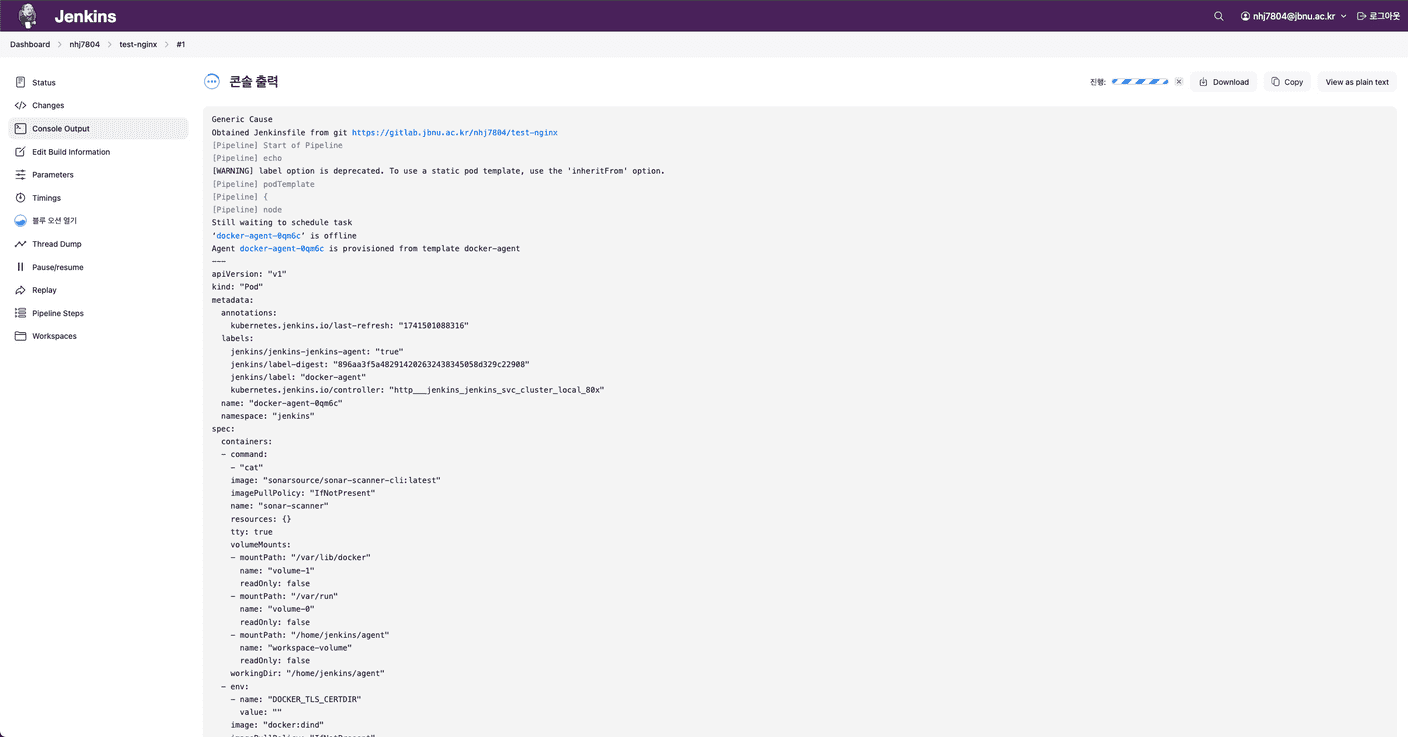 Jenkins
nhj7804@jbnu.ac.kr
로그아웃
Dashboard
nhj7804
test-nginx
#1
Status
Changes
Console Output
Edit Build Information
Parameters
Timings
블루 오션 열기
Thread Dump
Pause/resume
Replay
Pipeline Steps
Workspaces
콘솔 출력
진행:
Download
Copy
View as plain text
Generic Cause
Obtained Jenkinsfile from git https://gitlab.jbnu.ac.kr/nhj7804/test-nginx
[Pipeline] Start of Pipeline
[Pipeline] echo
[WARNING] label option is deprecated. To use a static pod template, use the 'inheritFrom' option.
[Pipeline] podTemplate
[Pipeline] {
[Pipeline] node
Still waiting to schedule task
‘docker-agent-0qm6c’ is offline
Agent docker-agent-0qm6c is provisioned from template docker-agent
---
apiVersion: "v1"
kind: "Pod"
metadata:
  annotations:
    kubernetes.jenkins.io/last-refresh: "1741501088316"
  labels:
    jenkins/jenkins-jenkins-agent: "true"
    jenkins/label-digest: "896aa3f5a482914202632438345058d329c22908"
    jenkins/label: "docker-agent"
    kubernetes.jenkins.io/controller: "http___jenkins_jenkins_svc_cluster_local_80x"
  name: "docker-agent-0qm6c"
  namespace: "jenkins"
spec:
  containers:
  - command:
    - "cat"
    image: "sonarsource/sonar-scanner-cli:latest"
    imagePullPolicy: "IfNotPresent"
    name: "sonar-scanner"
    resources: {}
    tty: true
    volumeMounts:
    - mountPath: "/var/lib/docker"
      name: "volume-1"
      readOnly: false
    - mountPath: "/var/run"
      name: "volume-0"
      readOnly: false
    - mountPath: "/home/jenkins/agent"
      name: "workspace-volume"
      readOnly: false
    workingDir: "/home/jenkins/agent"
  - env:
    - name: "DOCKER_TLS_CERTDIR"
      value: ""
    image: "docker:dind"
    imagePullPolicy: "IfNotPresent"